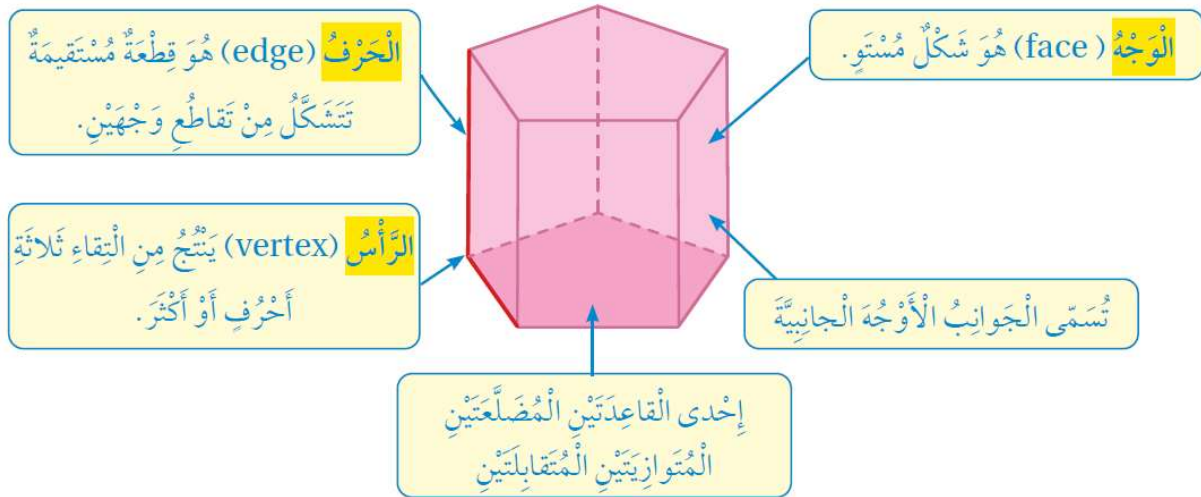 الْوَجْهُ (face) هُوَ شَكْلٌ مُسْتَوٍ.
الْحَرْفُ (edge) هُوَ قِطْعَةٌ مُسْتَقيمَةٌ
تَتَشَكَّلُ مِنْ تَقاطُعِ وَجْهَيْنِ.
الرَّأْسُ (vertex) يَنْتُجُ مِنِ الْتِقاءِ ثَلاثَةِ
أَحْرُفٍ أَوْ أَكْثَرَ.
تُسَمّى الْجَوانِبُ الْأَوْجُهَ الْجانِبِيَّةَ
إِحْدى الْقاعِدَتَيْنِ الْمُضَلَّعَتَيْنِ
الْمُتَوازِيَتَيْنِ الْمُتَقابِلَتَيْنِ